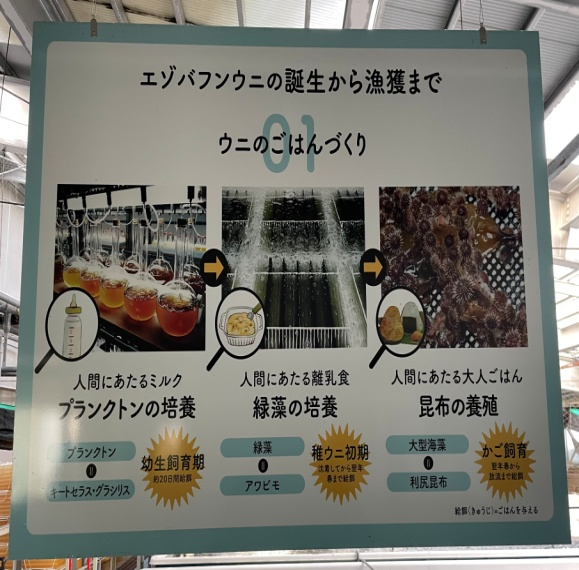 エゾバフンウニの誕生から漁獲まで
01
ウニのごはんづくり
人間にあたるミルク
プランクトンの培養
プランクトン
=
キートセラス・グラシリス
幼生飼育期
約20日間給餌
人間にあたる離乳食
緑藻の培養
緑藻
=
アワビモ
稚ウニ初期
沈着してから翌年
春まで給餌
人間にあたる大人ごはん
昆布の養殖
大型海藻
=
利尻昆布
かご飼育
翌年春から
放流まで給餌
給餌(きゅうじ)=ごはんを与える